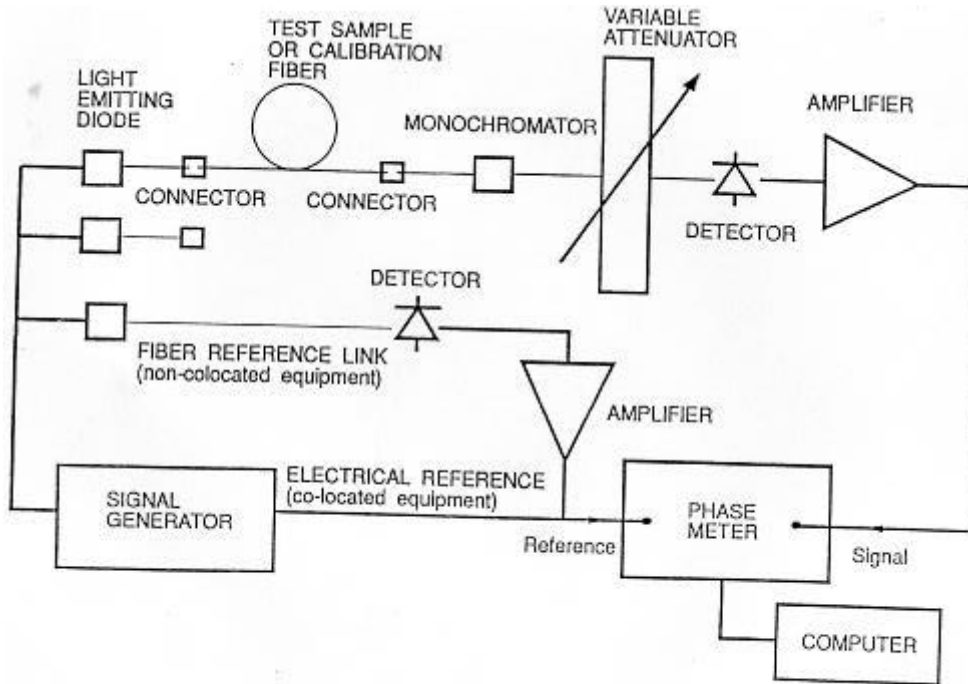 TEST SAMPLE
OR CALIBRATION
FIBER
VARIABLE
ATTENUATOR
LIGHT
EMITTING
DIODE
MONOCHROMATOR
AMPLIFIER
CONNECTOR
CONNECTOR
DETECTOR
DETECTOR
FIBER REFERENCE LINK
(non-colocated equipment)
AMPLIFIER
ELECTRICAL REFERENCE
(co-located equipment)
SIGNAL
GENERATOR
PHASE
METER
Reference
Signal
COMPUTER